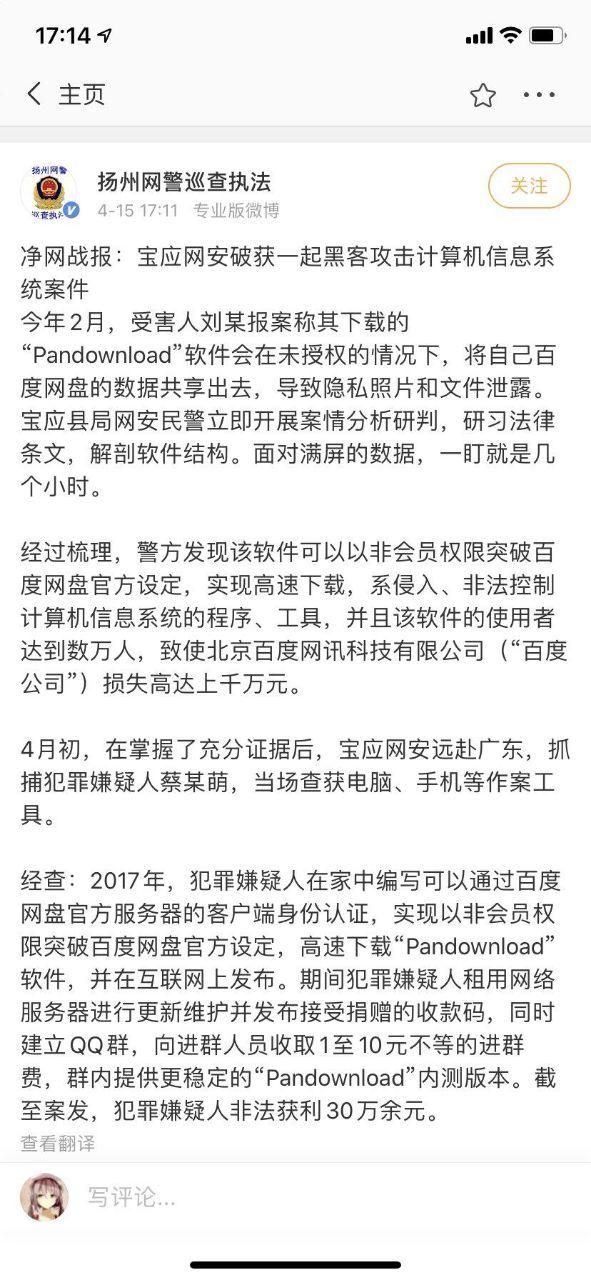 17:14
主页
扬州网警
扬州网警巡查执法
关注
4-15 17:11 专业版微博
净网战报：宝应网安破获一起黑客攻击计算机信息系
统案件
今年2月，受害人刘某报案称其下载的
“Pandownload”软件会在未授权的情况下，将自己百
度网盘的数据共享出去，导致隐私照片和文件泄露。
宝应县局网安民警立即开展案情分析研判，研习法律
条文，解剖软件结构。面对满屏的数据，一盯就是几
个小时。
经过梳理，警方发现该软件可以以非会员权限突破百
度网盘官方设定，实现高速下载，系侵入、非法控制
计算机信息系统的程序、工具，并且该软件的使用者
达到数万人，致使北京百度网讯科技有限公司（“百度
公司”）损失高达上千万元。
4月初，在掌握了充分证据后，宝应网安远赴广东，抓
捕犯罪嫌疑人蔡某萌，当场查获电脑、手机等作案工
具。
经查：2017年，犯罪嫌疑人在家中编写可以通过百度
网盘官方服务器的客户端身份认证，实现以非会员权
限突破百度网盘官方设定，高速下载“Pandownload”
软件，并在互联网上发布。期间犯罪嫌疑人租用网络
服务器进行更新维护并发布接受捐赠的收款码，同时
建立QQ群，向进群人员收取1至10元不等的进群
费，群内提供更稳定的“Pandownload”内测版本。截
至案发，犯罪嫌疑人非法获利30万余元。
查看翻译
写评论...